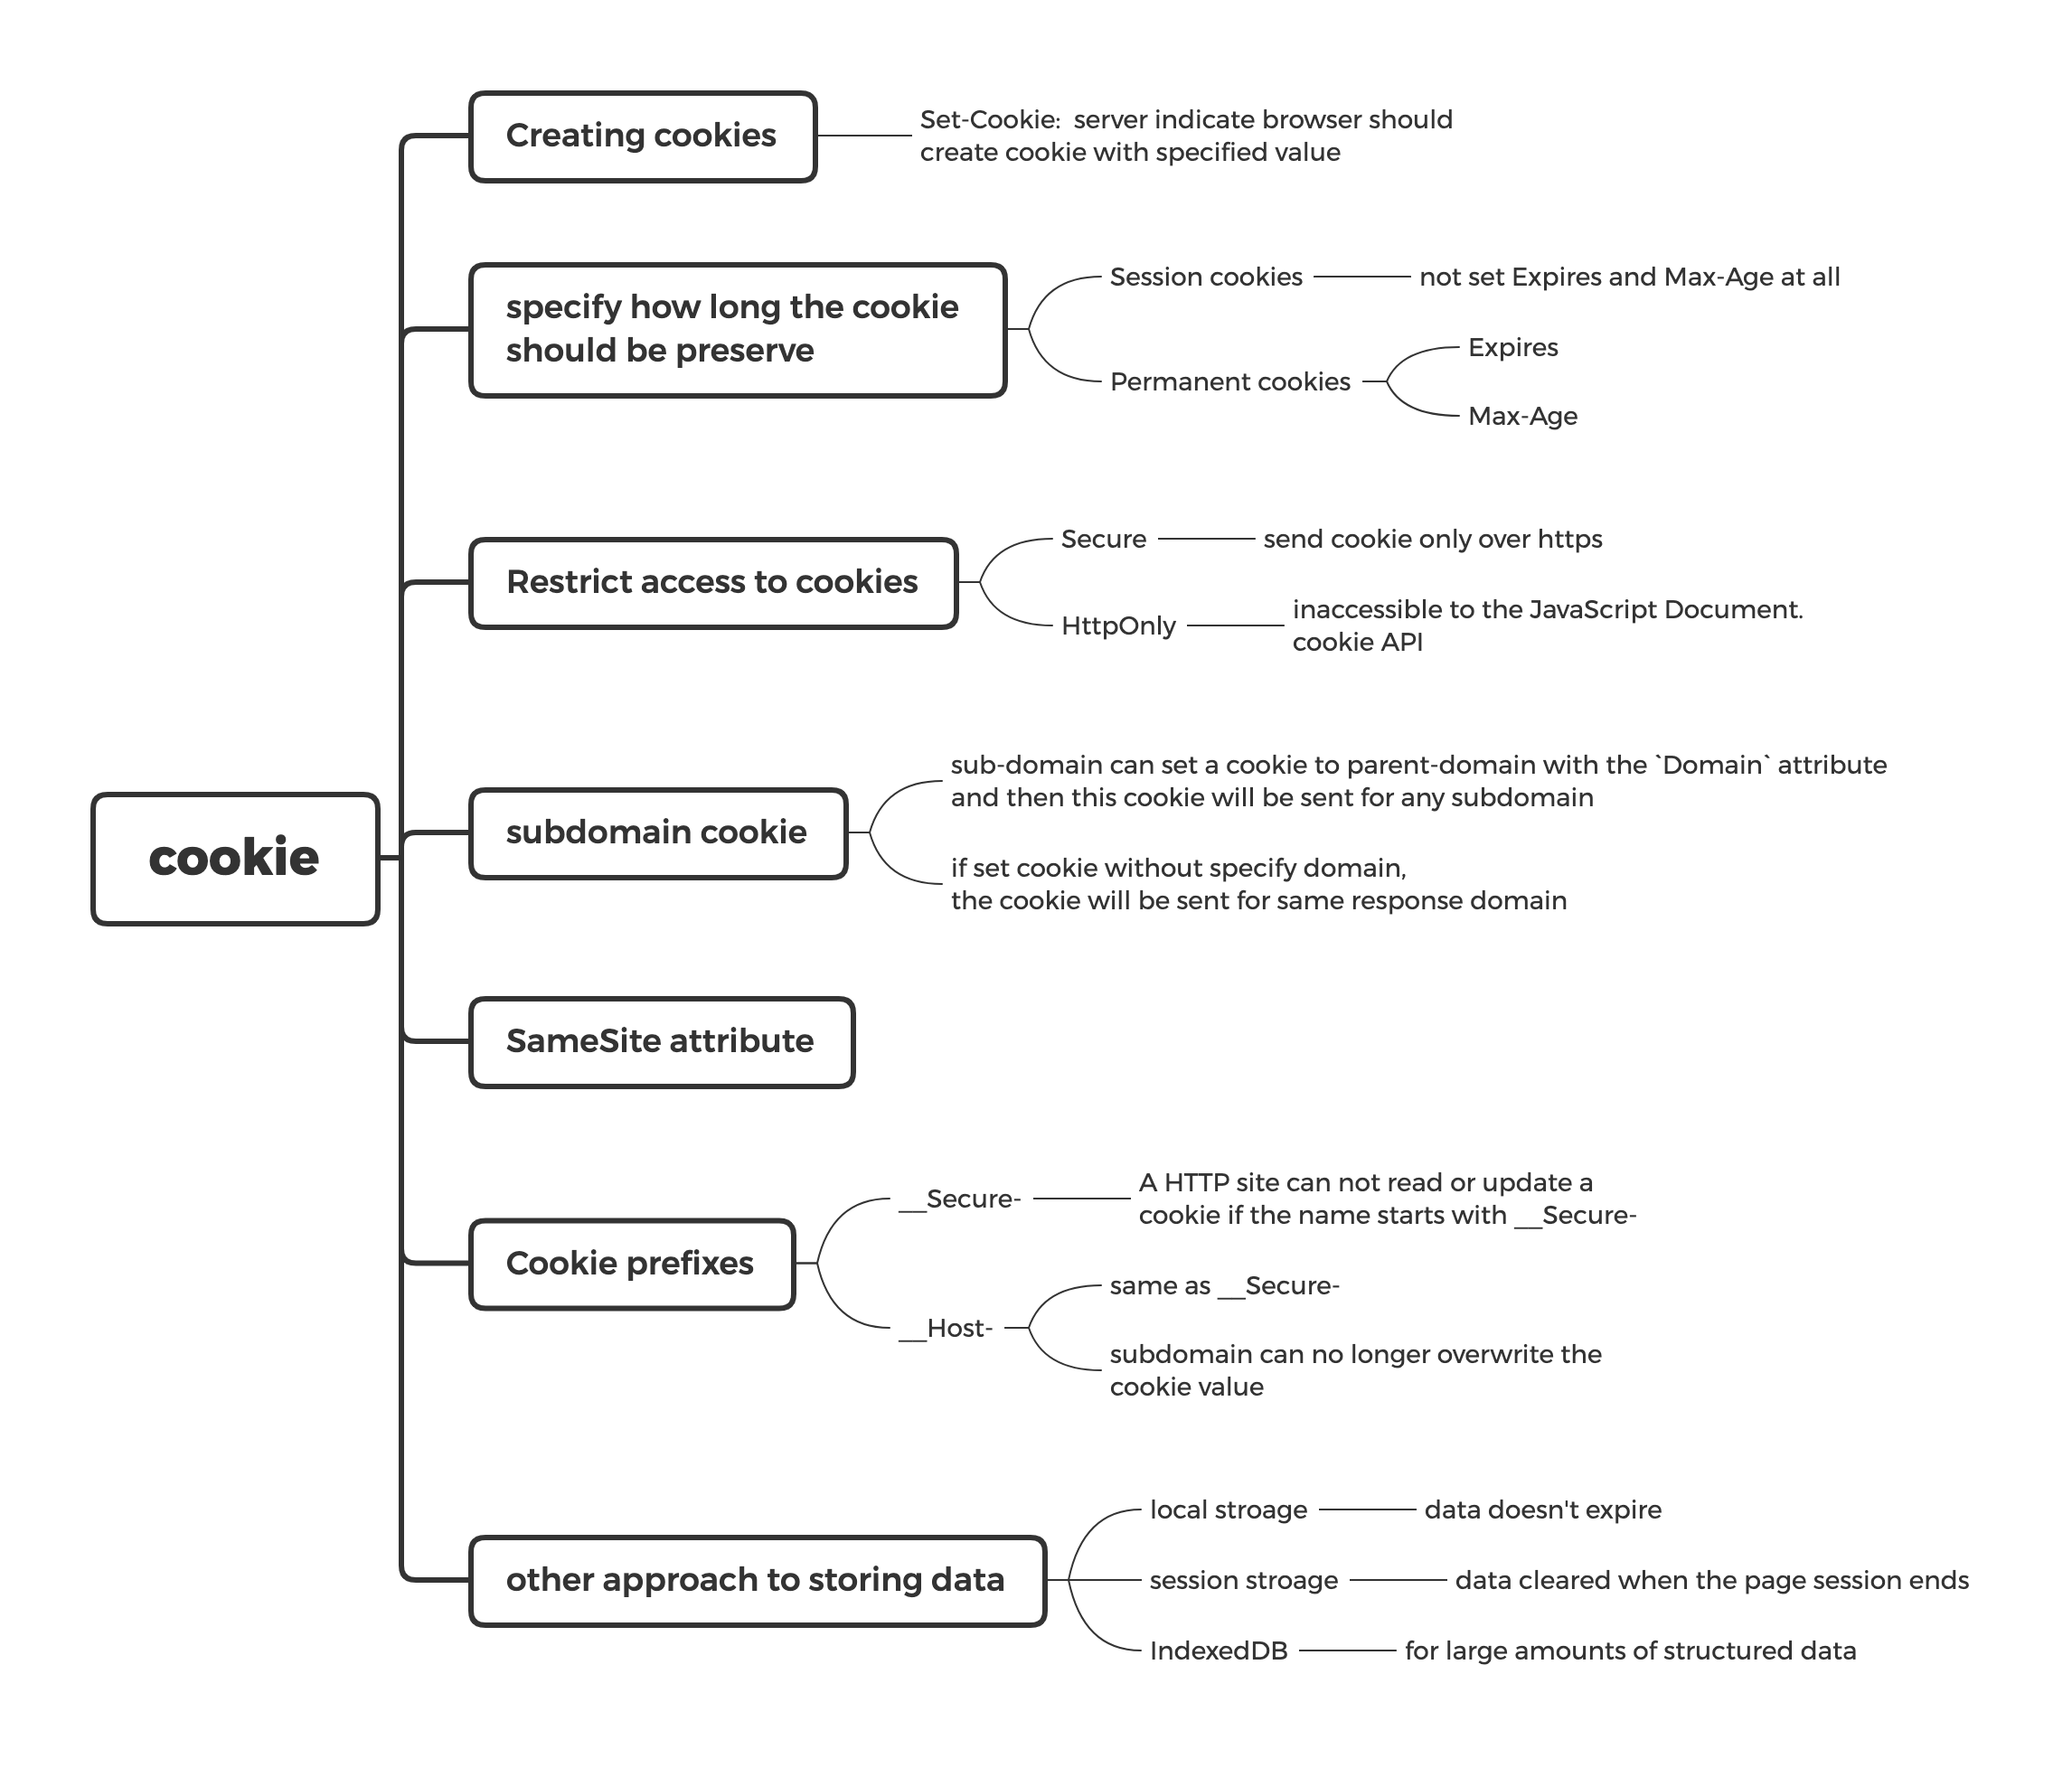 Creating cookies
Set-Cookie:  server indicate browser should
create cookie with specified value
specify how long the cookie
should be preserve
Session cookies
not set Expires and Max-Age at all
Permanent cookies
Expires
Max-Age
Restrict access to cookies
Secure
send cookie only over https
HttpOnly
inaccessible to the JavaScript Document.
cookie API
cookie
subdomain cookie
sub-domain can set a cookie to parent-domain with the `Domain` attribute
and then this cookie will be sent for any subdomain
if set cookie without specify domain,
the cookie will be sent for same response domain
SameSite attribute
Cookie prefixes
__Secure-
A HTTP site can not read or update a
cookie if the name starts with __Secure-
__Host-
same as __Secure-
subdomain can no longer overwrite the
cookie value
other approach to storing data
local stroage
data doesn't expire
session stroage
data cleared when the page session ends
IndexedDB
for large amounts of structured data